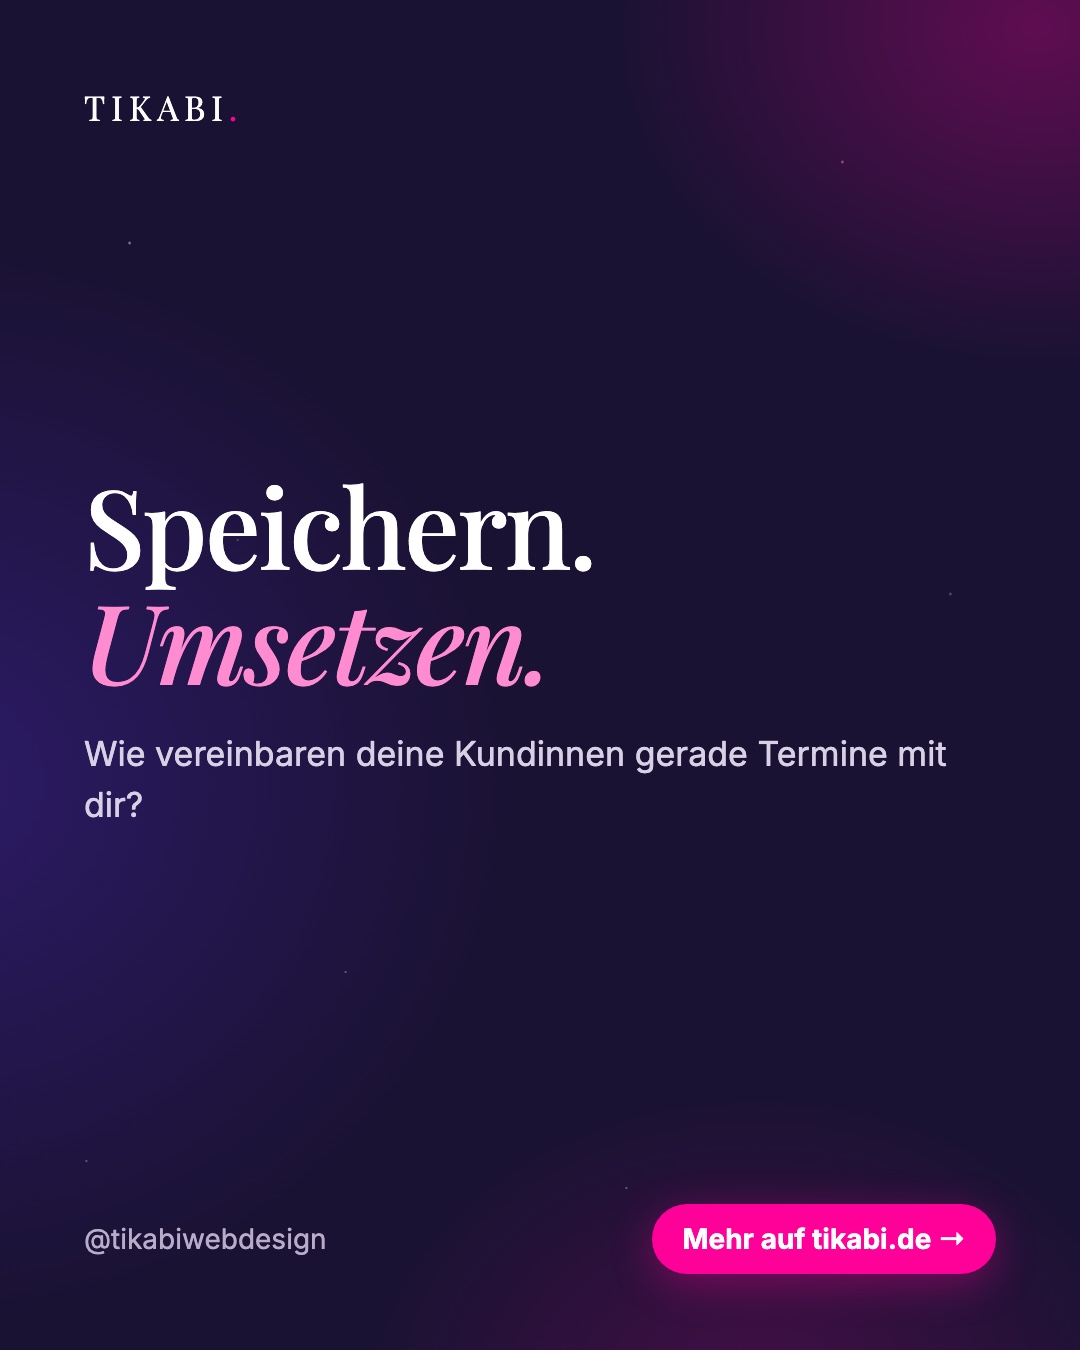 TIKABI.
Speichern.
Umsetzen.
Wie vereinbaren deine Kundinnen gerade Termine mit
dir?
@tikabiwebdesign
Mehr auf tikabi.de →